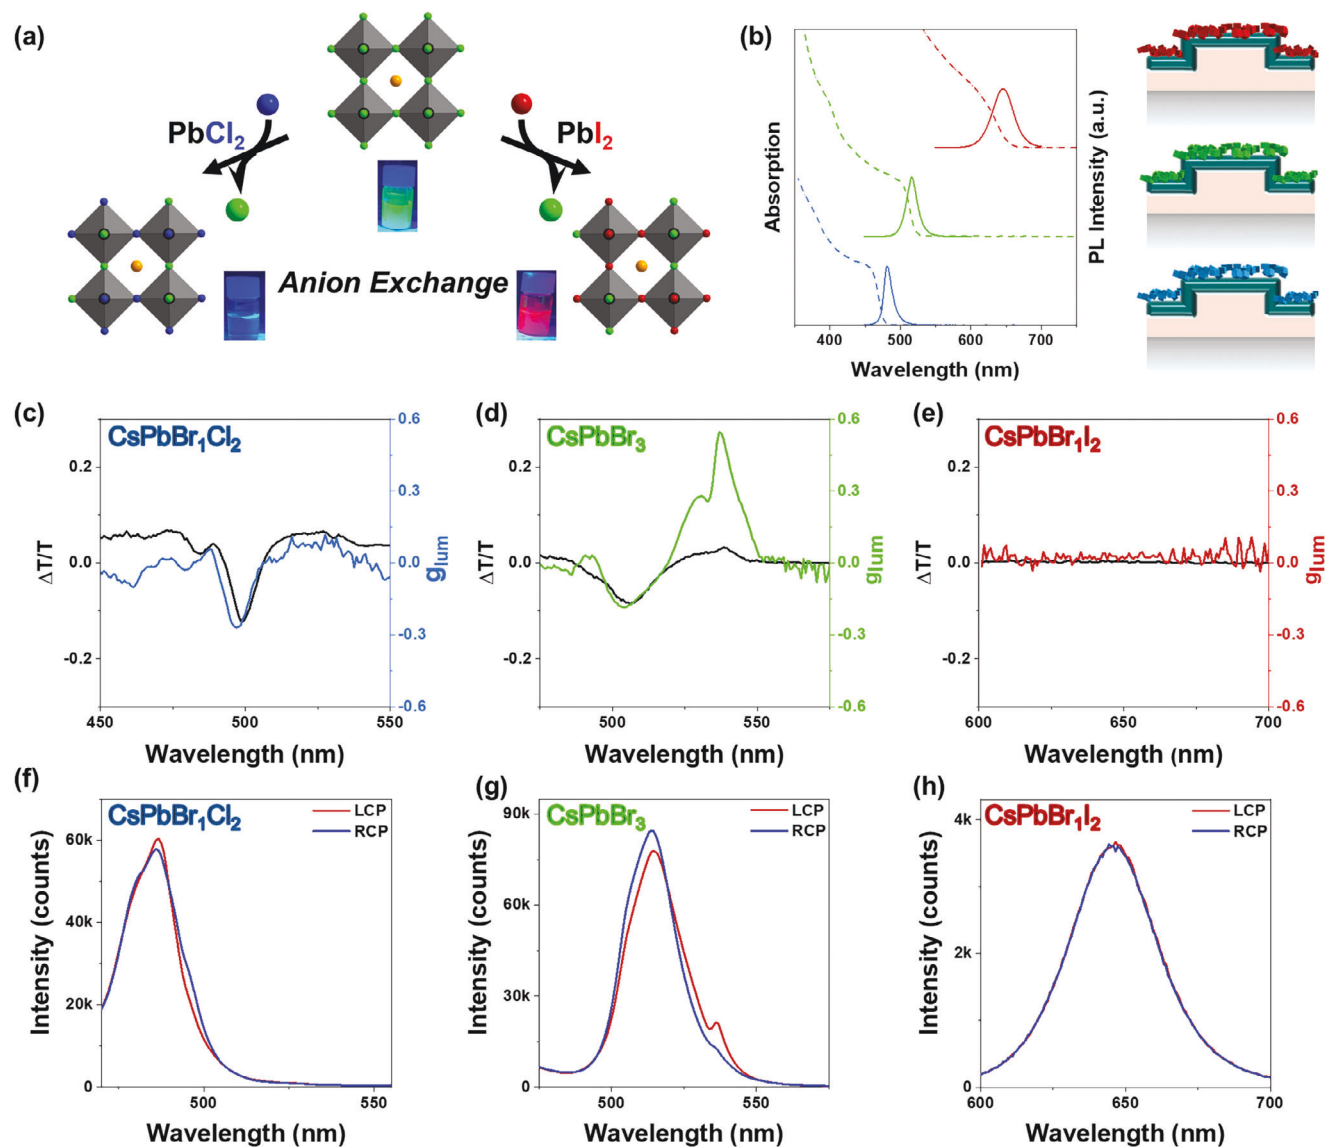 (a)
PbCl₂
PbI₂
Anion Exchange
(b)
Absorption
PL Intensity (a.u.)
400 500 600 700
Wavelength (nm)
(c)
CsPbBr₁Cl₂
0.2
0.0
-0.2
ΔT/T
0.6
0.3
0.0
-0.3
-0.6
glum
450 500 550
Wavelength (nm)
(d)
CsPbBr₃
0.2
0.0
-0.2
ΔT/T
0.6
0.3
0.0
-0.3
-0.6
glum
500 550
Wavelength (nm)
(e)
CsPbBr₁I₂
0.2
0.0
-0.2
ΔT/T
0.6
0.3
0.0
-0.3
-0.6
glum
600 650 700
Wavelength (nm)
(f)
CsPbBr₁Cl₂
LCP
RCP
60k
40k
20k
0
Intensity (counts)
500 550
Wavelength (nm)
(g)
CsPbBr₃
LCP
RCP
90k
60k
30k
0
Intensity (counts)
500 550
Wavelength (nm)
(h)
CsPbBr₁I₂
LCP
RCP
4k
2k
0
Intensity (counts)
600 650 700
Wavelength (nm)